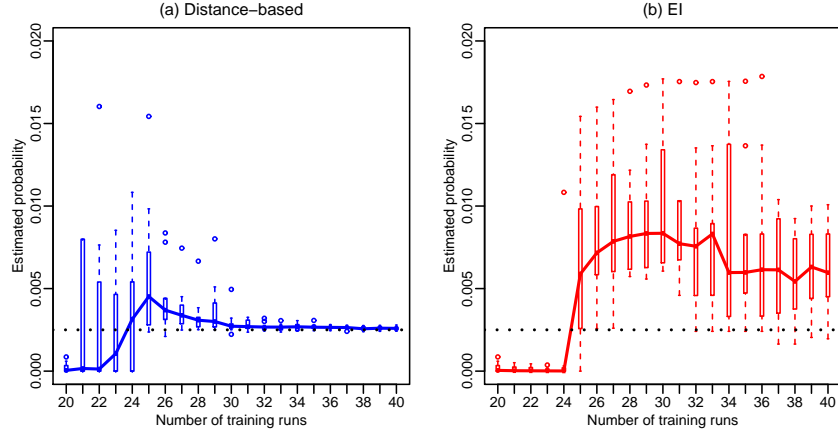 (a) Distance−based
Estimated probability
0.000 0.005 0.010 0.015 0.020
20 22 24 26 28 30 32 34 36 38 40
Number of training runs
(b) EI
Estimated probability
0.000 0.005 0.010 0.015 0.020
20 22 24 26 28 30 32 34 36 38 40
Number of training runs